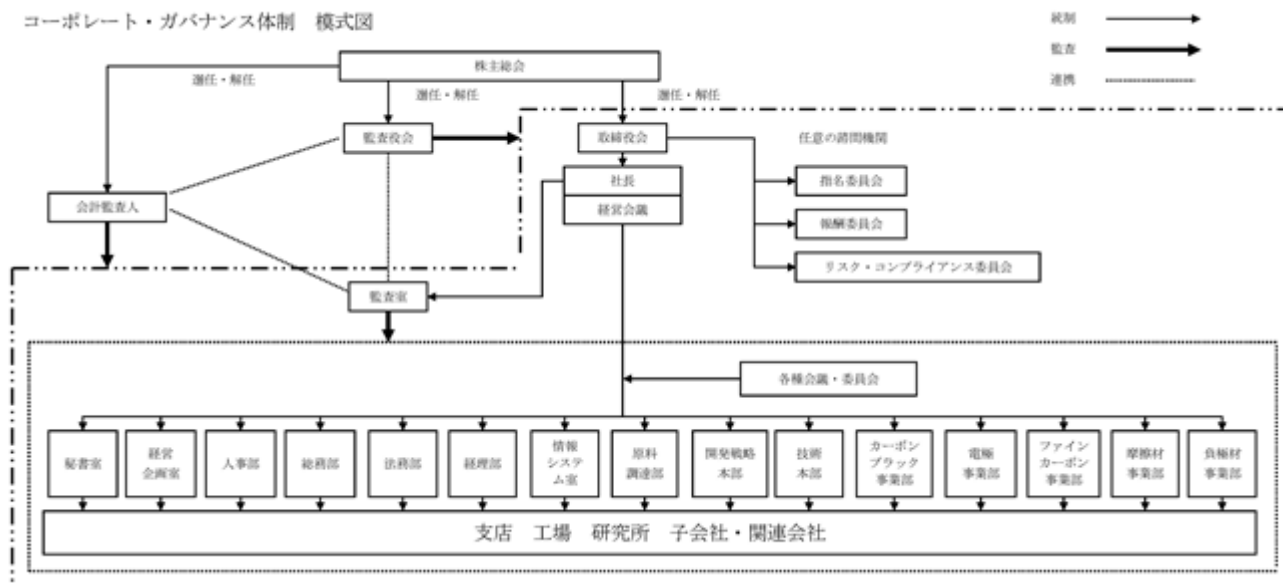 コーポレート・ガバナンス体制　模式図
統制
監査
連携
株主総会
選任・解任
選任・解任
選任・解任
監査役会
取締役会
任意の諮問機関
社長
経営会議
指名委員会
会計監査人
報酬委員会
リスク・コンプライアンス委員会
監査室
各種会議・委員会
秘書室
経営
企画室
人事部
総務部
法務部
経理部
情報
システ
ム室
原料
調達部
開発戦略
本部
技術
本部
カーボン
ブラック
事業部
電極
事業部
ファイン
カーボン
事業部
摩擦材
事業部
負極材
事業部
支店　工場　研究所　子会社・関連会社